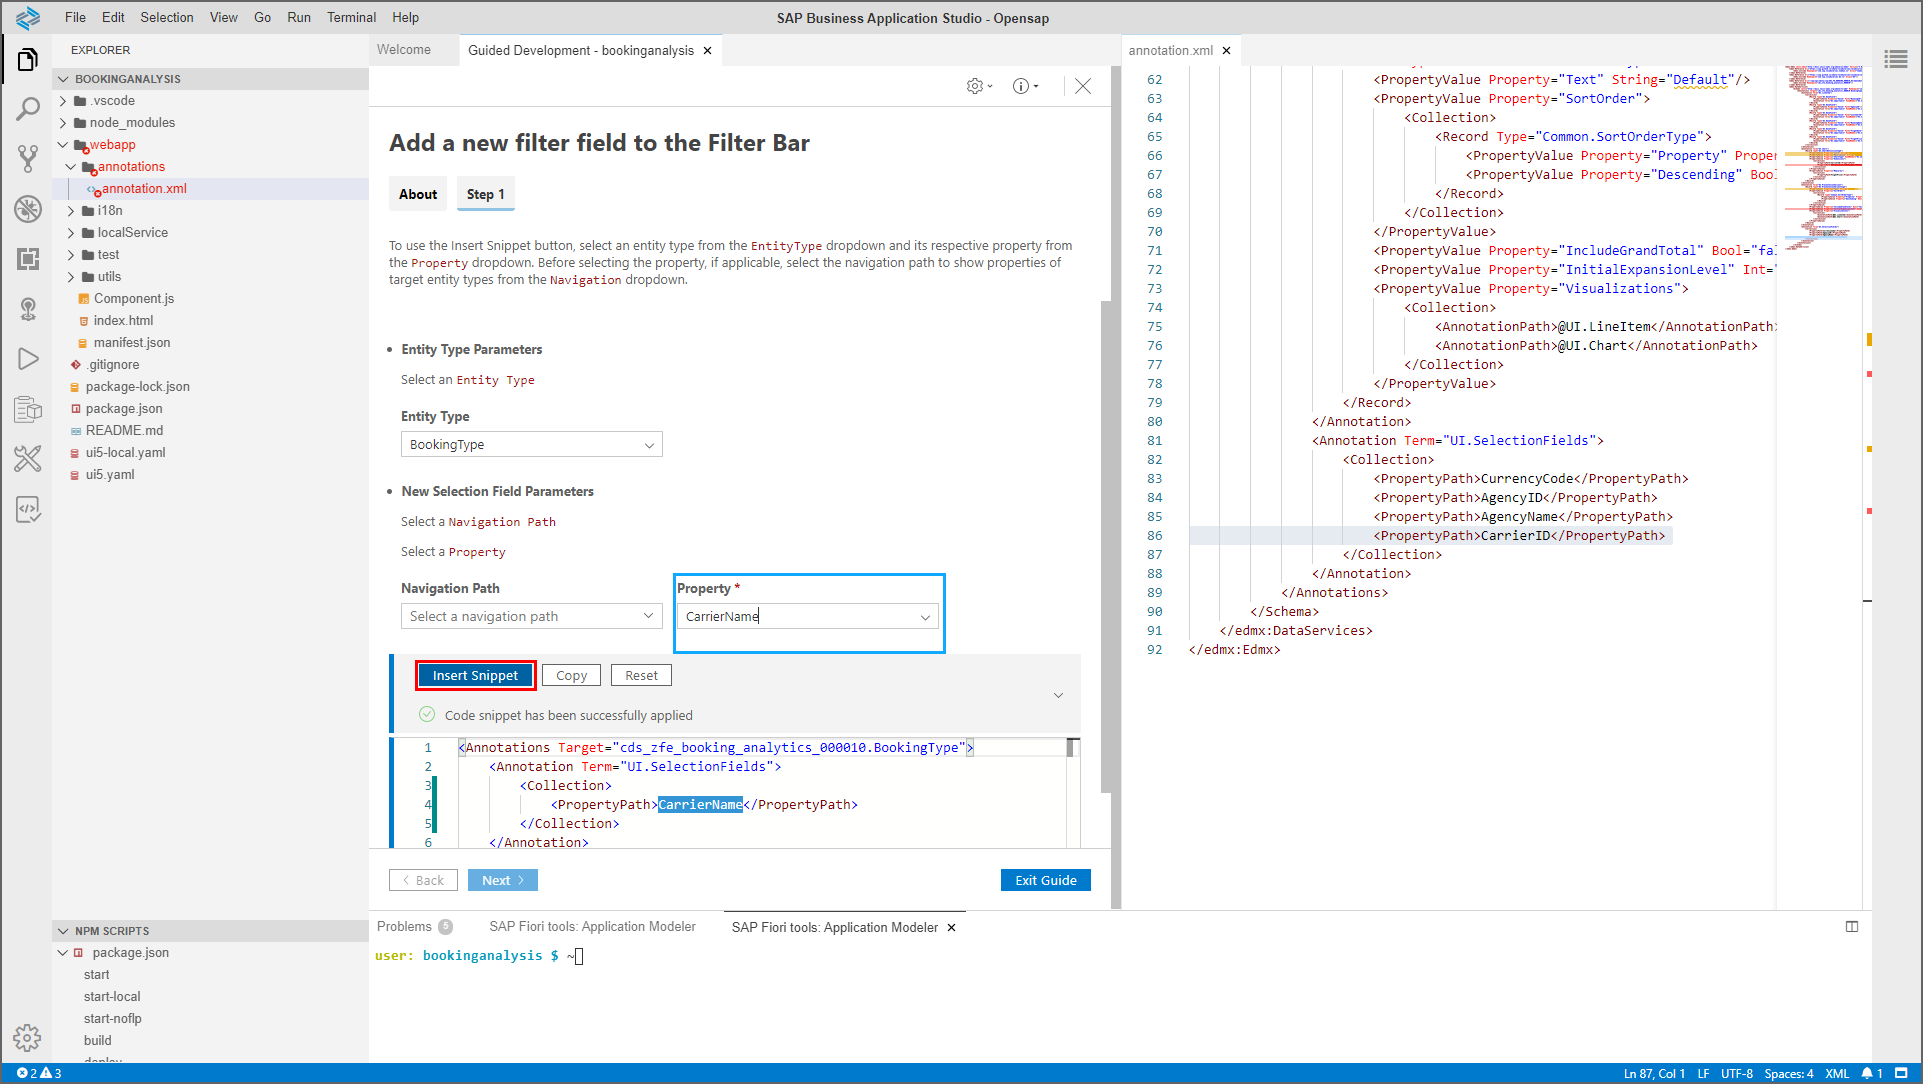 File Edit Selection View Go Run Terminal Help
SAP Business Application Studio - Opensap
EXPLORER
BOOKINGANALYSIS
.vscode
node_modules
webapp
annotations
annotation.xml
i18n
localService
test
utils
Component.js
index.html
manifest.json
.gitignore
package-lock.json
package.json
README.md
ui5-local.yaml
ui5.yaml
NPM SCRIPTS
package.json
start
start-local
start-noflp
build
deploy
Welcome
Guided Development - bookinganalysis
Add a new filter field to the Filter Bar
About Step 1
To use the Insert Snippet button, select an entity type from the EntityType dropdown and its respective property from
the Property dropdown. Before selecting the property, if applicable, select the navigation path to show properties of
target entity types from the Navigation dropdown.
Entity Type Parameters
Select an Entity Type
Entity Type
BookingType
New Selection Field Parameters
Select a Navigation Path
Select a Property
Navigation Path
Select a navigation path
Property *
CarrierName
Insert Snippet Copy Reset
Code snippet has been successfully applied
1 <Annotations Target="cds_zfe_booking_analytics_000010.BookingType">
2 <Annotation Term="UI.SelectionFields">
3 <Collection>
4 <PropertyPath>CarrierName</PropertyPath>
5 </Collection>
6 </Annotation>
< Back Next > Exit Guide
annotation.xml
62 <PropertyValue Property="Text" String="Default"/>
63 <PropertyValue Property="SortOrder">
64 <Collection>
65 <Record Type="Common.SortOrderType">
66 <PropertyValue Property="Property" Proper
67 <PropertyValue Property="Descending" Bool
68 </Record>
69 </Collection>
70 </PropertyValue>
71 <PropertyValue Property="IncludeGrandTotal" Bool="fal
72 <PropertyValue Property="InitialExpansionLevel" Int="
73 <PropertyValue Property="Visualizations">
74 <Collection>
75 <AnnotationPath>@UI.LineItem</AnnotationPath>
76 <AnnotationPath>@UI.Chart</AnnotationPath>
77 </Collection>
78 </PropertyValue>
79 </Record>
80 </Annotation>
81 <Annotation Term="UI.SelectionFields">
82 <Collection>
83 <PropertyPath>CurrencyCode</PropertyPath>
84 <PropertyPath>AgencyID</PropertyPath>
85 <PropertyPath>AgencyName</PropertyPath>
86 <PropertyPath>CarrierID</PropertyPath>
87 </Collection>
88 </Annotation>
89 </Annotations>
90 </Schema>
91 </edmx:DataServices>
92 </edmx:Edmx>
Problems 5 SAP Fiori tools: Application Modeler SAP Fiori tools: Application Modeler
user: bookinganalysis $ ~
2 3
Ln 87, Col 1 LF UTF-8 Spaces: 4 XML 1